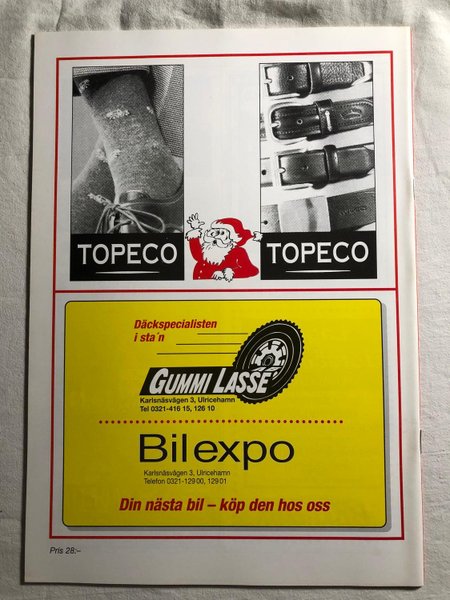 TOPECO
TOPECO
Däckspecialisten
i sta´n
GUMMI LASSE
Karlsnäsvägen 3, Ulricehamn
Tel 0321-416 15, 126 10
Bilexpo
Karlsnäsvägen 3, Ulricehamn
Telefon 0321-129 00, 129 01
Din nästa bil – köp den hos oss
Pris 28:–